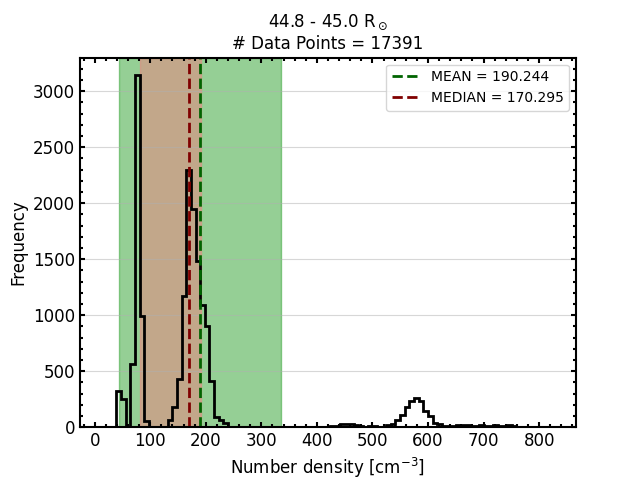 44.8 - 45.0 R⊙
# Data Points = 17391
MEAN = 190.244
MEDIAN = 170.295
Frequency
3000
2500
2000
1500
1000
500
0
0 100 200 300 400 500 600 700 800
Number density [cm⁻³]